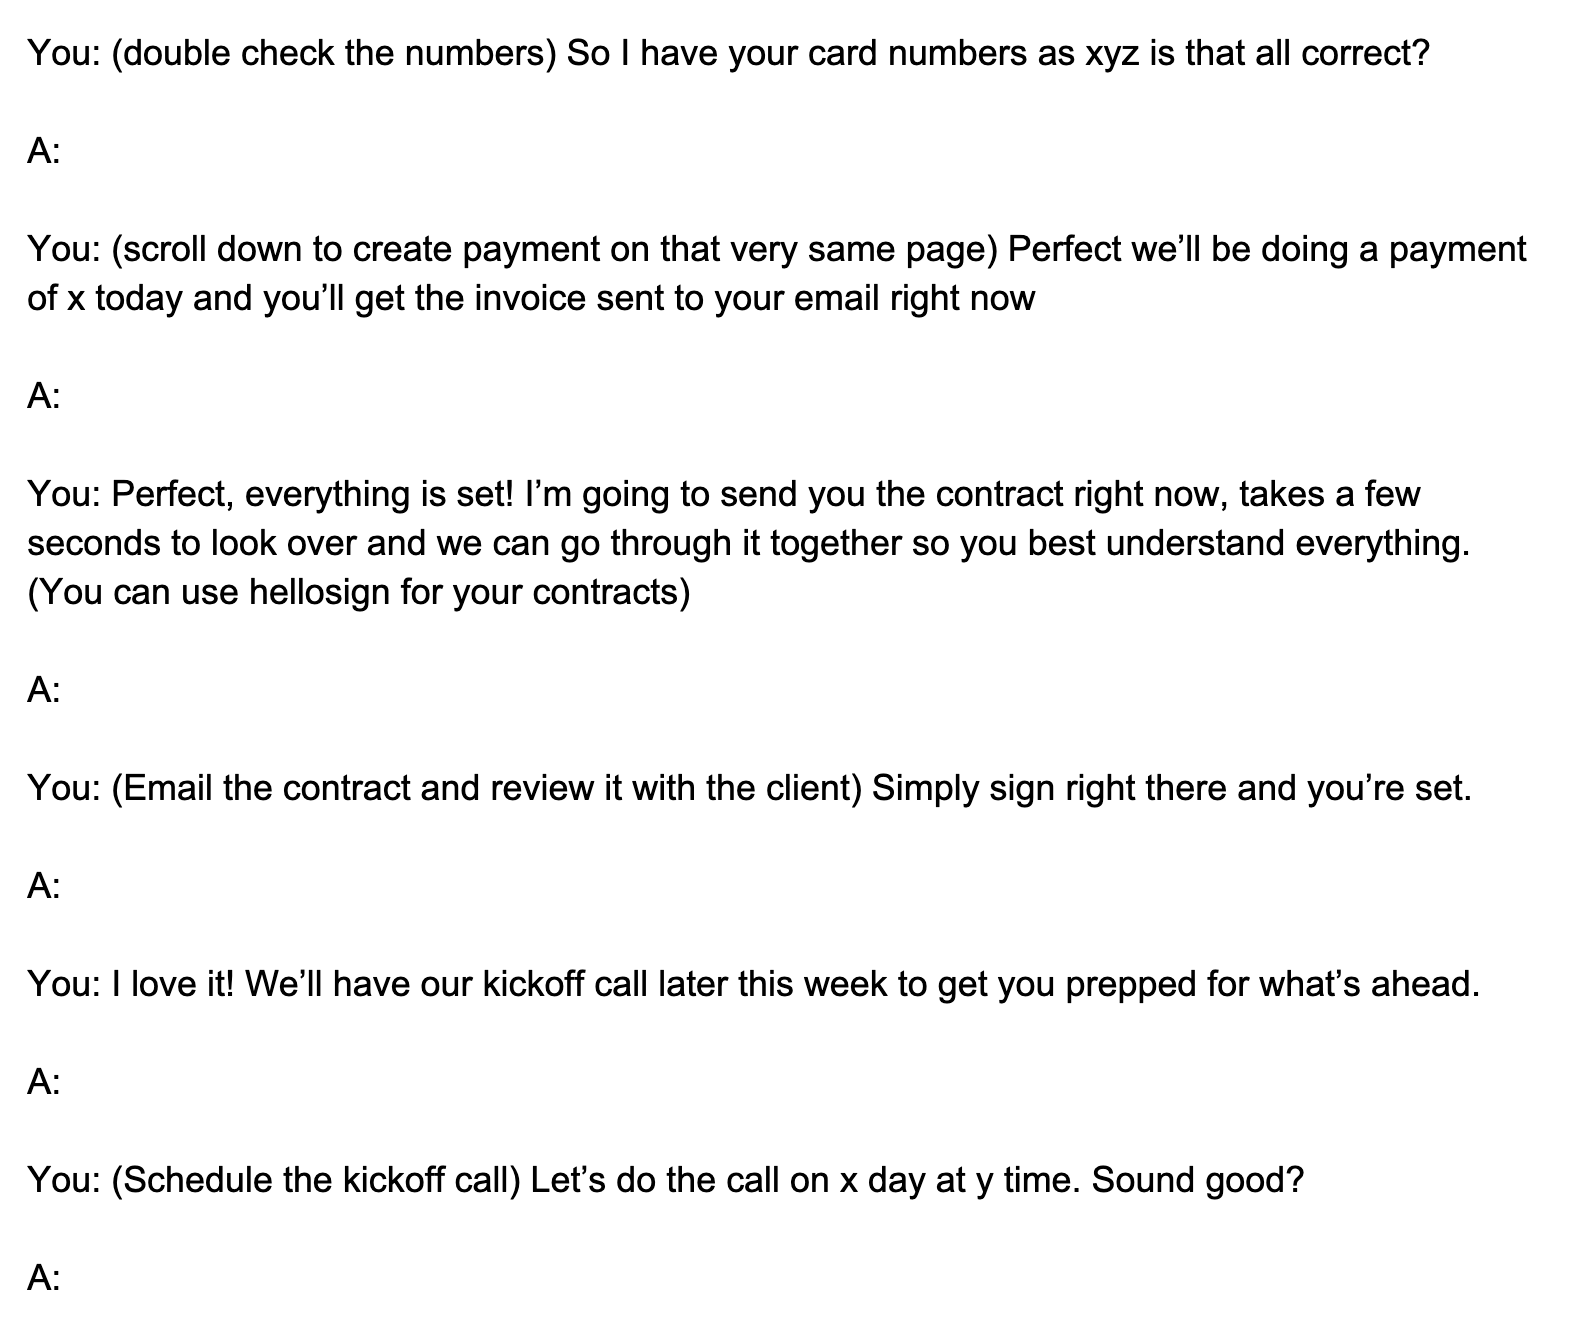 You: (double check the numbers) So I have your card numbers as xyz is that all correct?
A:
You: (scroll down to create payment on that very same page) Perfect we’ll be doing a payment
of x today and you’ll get the invoice sent to your email right now
A:
You: Perfect, everything is set! I’m going to send you the contract right now, takes a few
seconds to look over and we can go through it together so you best understand everything.
(You can use hellosign for your contracts)
A:
You: (Email the contract and review it with the client) Simply sign right there and you’re set.
A:
You: I love it! We’ll have our kickoff call later this week to get you prepped for what’s ahead.
A:
You: (Schedule the kickoff call) Let’s do the call on x day at y time. Sound good?
A: